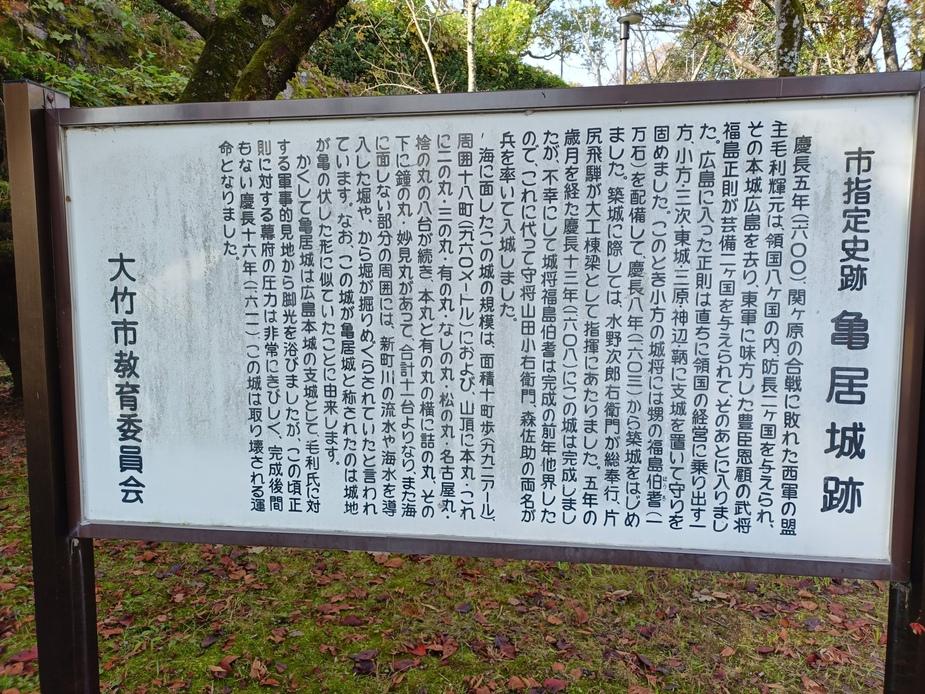 市指定史跡 亀居城跡
慶長五年(一六〇〇)、関ヶ原の合戦に敗れた西軍の盟
主毛利輝元は、領国八ヶ国の内、防長二ヶ国を与えられ、
その本城広島を去り、東軍に味方した豊臣恩顧の武将
福島正則が芸備二ヶ国を与えられて、そのあとに入りまし
た。広島に入った正則は直ちに領国の経営に乗り出す一
方、小方・三次・東城・三原・神辺・鞆に支城を置いて守りを
固めました。このとき小方の城将には甥の福島伯耆(一
万石)を配備して、慶長八年(一六〇三)から築城をはじめ
ました。築城に際しては、水野次郎右衛門が総奉行、片
尻飛騨が大工棟梁として指揮にあたりました。五年の
歳月を経た慶長十三年(一六〇八)にこの城は完成しまし
たが、不幸にして城将福島伯耆は完成の前年他界した
ので、これに代って守将山田小右衛門、森佐助の両名が
兵を率いて入城しました。
海に面したこの城の規模は、面積十町歩(九九二アール)、
周囲十八町(一九六〇メートル)におよび、山頂に本丸・これ
に二の丸・三の丸・有の丸・なしの丸・松の丸・名古屋丸・
捨の丸の八台が続き、本丸と有の丸の横に詰の丸、その
下に鐘の丸、妙見丸があって、合計十一台よりなり、また海
に面しない部分の周囲には、新町川の流水や海水を導
入した堀や、から堀が掘りめぐらされていたと言われ
ています。なお、この城が亀居城と称されたのは城地
が亀の伏した形に似ていたことに由来します。
かくして亀居城は広島本城の支城として、毛利氏に対
する軍事的見地から脚光を浴びましたが、この頃正
則に対する幕府の圧力は非常にきびしく、完成後間
もない慶長十六年(一六一一)、この城は取り壊される運
命となりました。
大竹市教育委員会